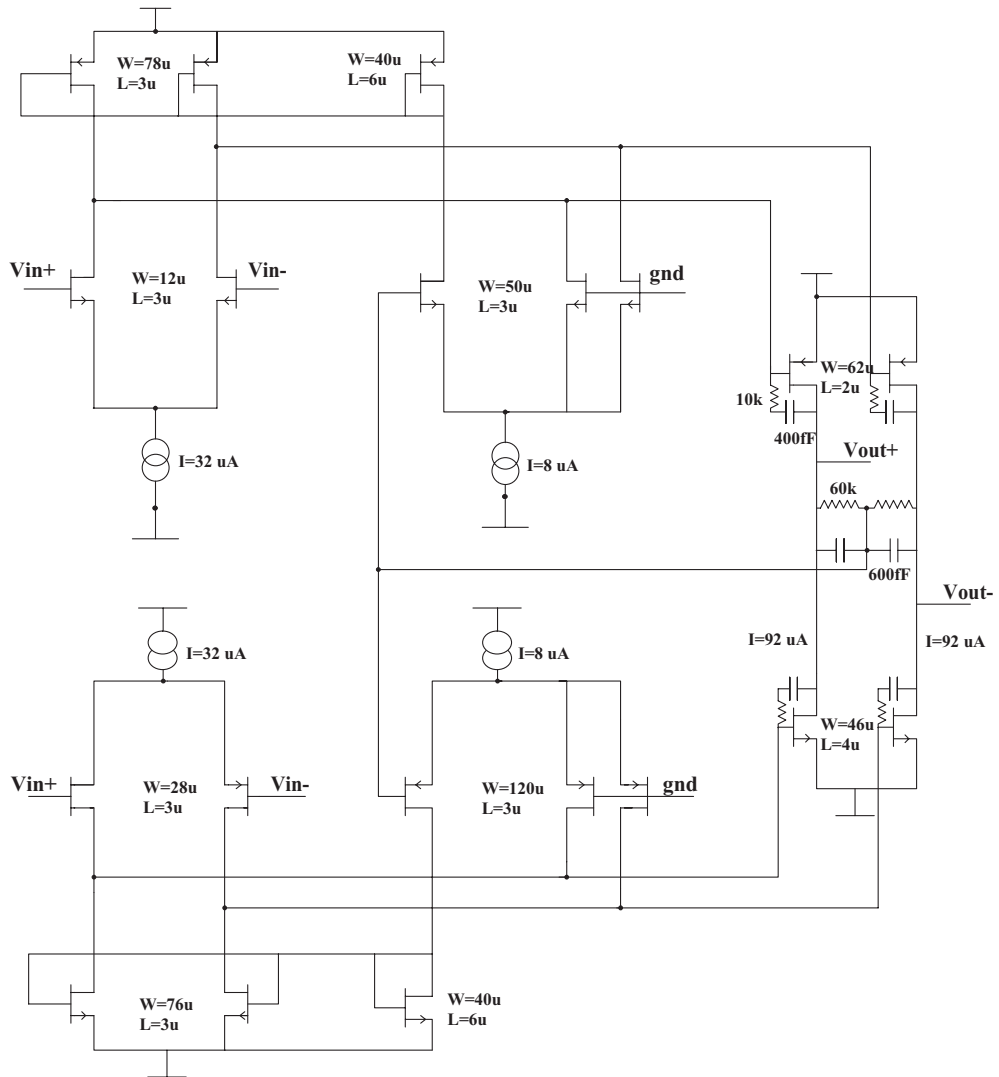 W=78u
L=3u
W=40u
L=6u
Vin+
W=12u
L=3u
Vin-
W=50u
L=3u
gnd
W=62u
L=2u
10k
400fF
Vout+
I=32 uA
I=8 uA
60k
600fF
Vout-
I=32 uA
I=8 uA
I=92 uA
I=92 uA
W=46u
L=4u
Vin+
W=28u
L=3u
Vin-
W=120u
L=3u
gnd
W=76u
L=3u
W=40u
L=6u